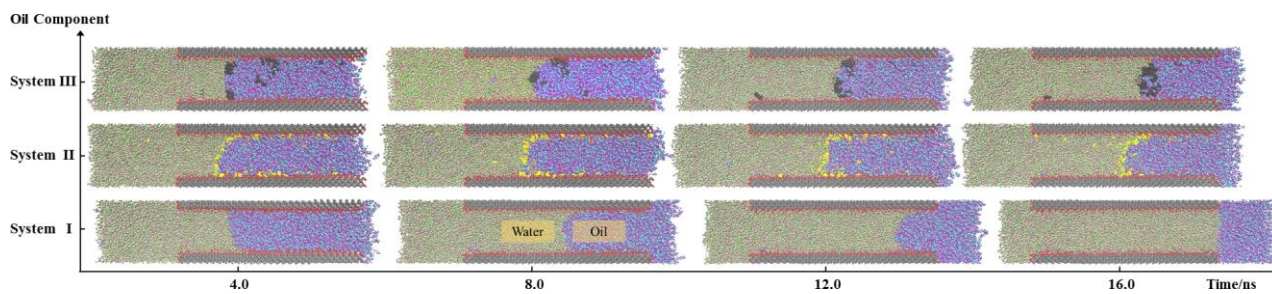 Oil Component
System III
System II
System I
Water
Oil
4.0
8.0
12.0
16.0
Time/ns